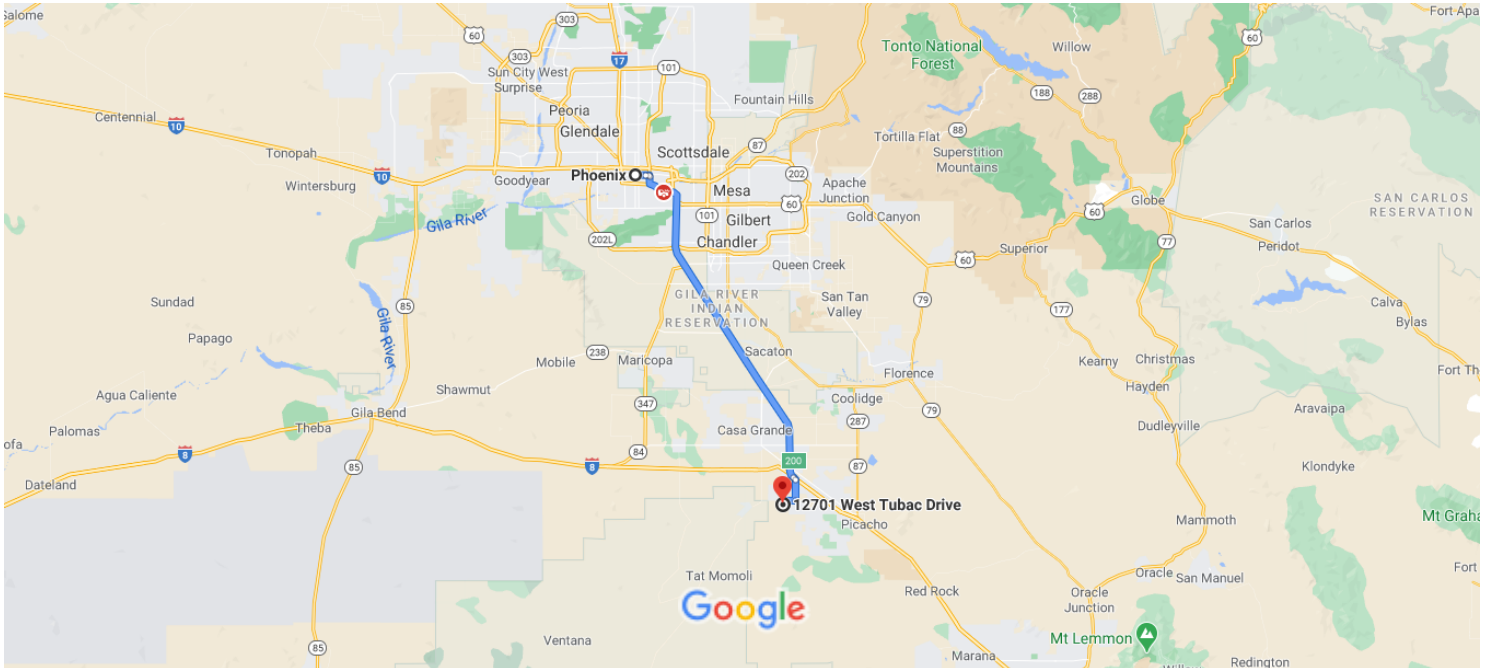 Salome
303
60
Fort Apa
303
17
101
Sun City West
Surprise
Tonto National
Forest
Willow
60
188
288
Fountain Hills
Peoria
Glendale
Centennial
10
87
Tortilla Flat
88
Superstition
Mountains
Scottsdale
Tonopah
10
Phoenix
202
Wintersburg
Goodyear
Mesa
Apache
Junction
Gila River
101
60
Gilbert
Gold Canyon
60
Globe
SAN CARLOS
RESERVATION
San Carlos
Peridot
202L
Chandler
77
Superior
60
Queen Creek
Sundad
85
GILA RIVER
INDIAN
RESERVATION
San Tan
Valley
79
177
Calva
Bylas
Gila River
Papago
Mobile
238
Maricopa
Sacaton
Florence
Kearny
Christmas
Hayden
Fort Th
Agua Caliente
Shawmut
347
Coolidge
79
Aravaipa
Palomas
Gila Bend
Theba
287
Dudleyville
Casa Grande
ofa
8
84
8
200
87
Klondyke
85
Dateland
12701 West Tubac Drive
Picacho
Mammoth
Mt Graha
Tat Momoli
Red Rock
Oracle
San Manuel
Fort
Oracle
Junction
Google
Mt Lemmon
85
Ventana
Marana
Redington